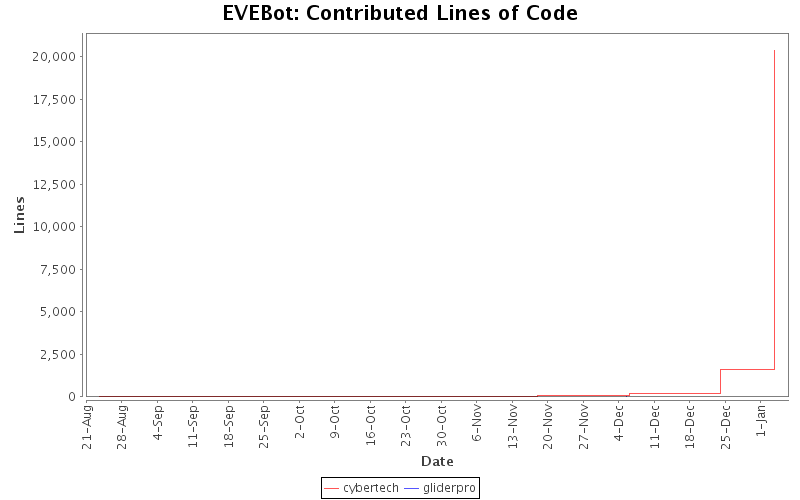 EVEBot: Contributed Lines of Code
Lines
20,000
17,500
15,000
12,500
10,000
7,500
5,000
2,500
0
21-Aug
28-Aug
4-Sep
11-Sep
18-Sep
25-Sep
2-Oct
9-Oct
16-Oct
23-Oct
30-Oct
6-Nov
13-Nov
20-Nov
27-Nov
4-Dec
11-Dec
18-Dec
25-Dec
1-Jan
Date
cybertech gliderpro